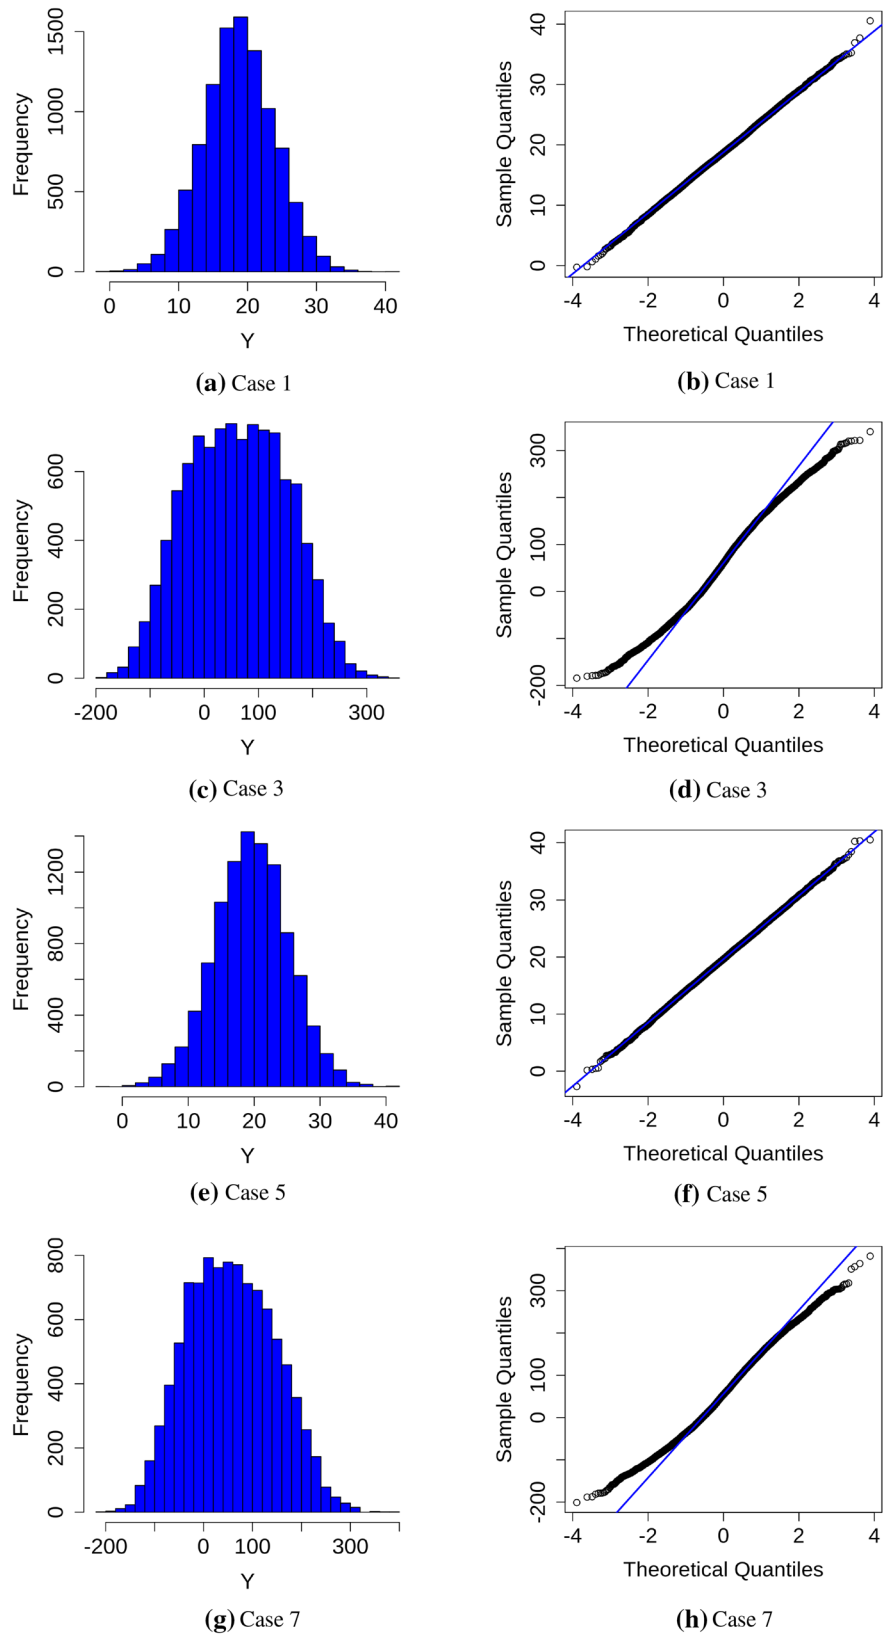 Frequency
0 500 1000 1500
0 10 20 30 40
Y
(a) Case 1
Sample Quantiles
0 10 20 30 40
-4 -2 0 2 4
Theoretical Quantiles
(b) Case 1
Frequency
0 200 400 600
-200 0 100 300
Y
(c) Case 3
Sample Quantiles
-200 0 100 300
-4 -2 0 2 4
Theoretical Quantiles
(d) Case 3
Frequency
0 400 800 1200
0 10 20 30 40
Y
(e) Case 5
Sample Quantiles
0 10 20 30 40
-4 -2 0 2 4
Theoretical Quantiles
(f) Case 5
Frequency
0 200 400 600 800
-200 0 100 300
Y
(g) Case 7
Sample Quantiles
-200 0 100 300
-4 -2 0 2 4
Theoretical Quantiles
(h) Case 7